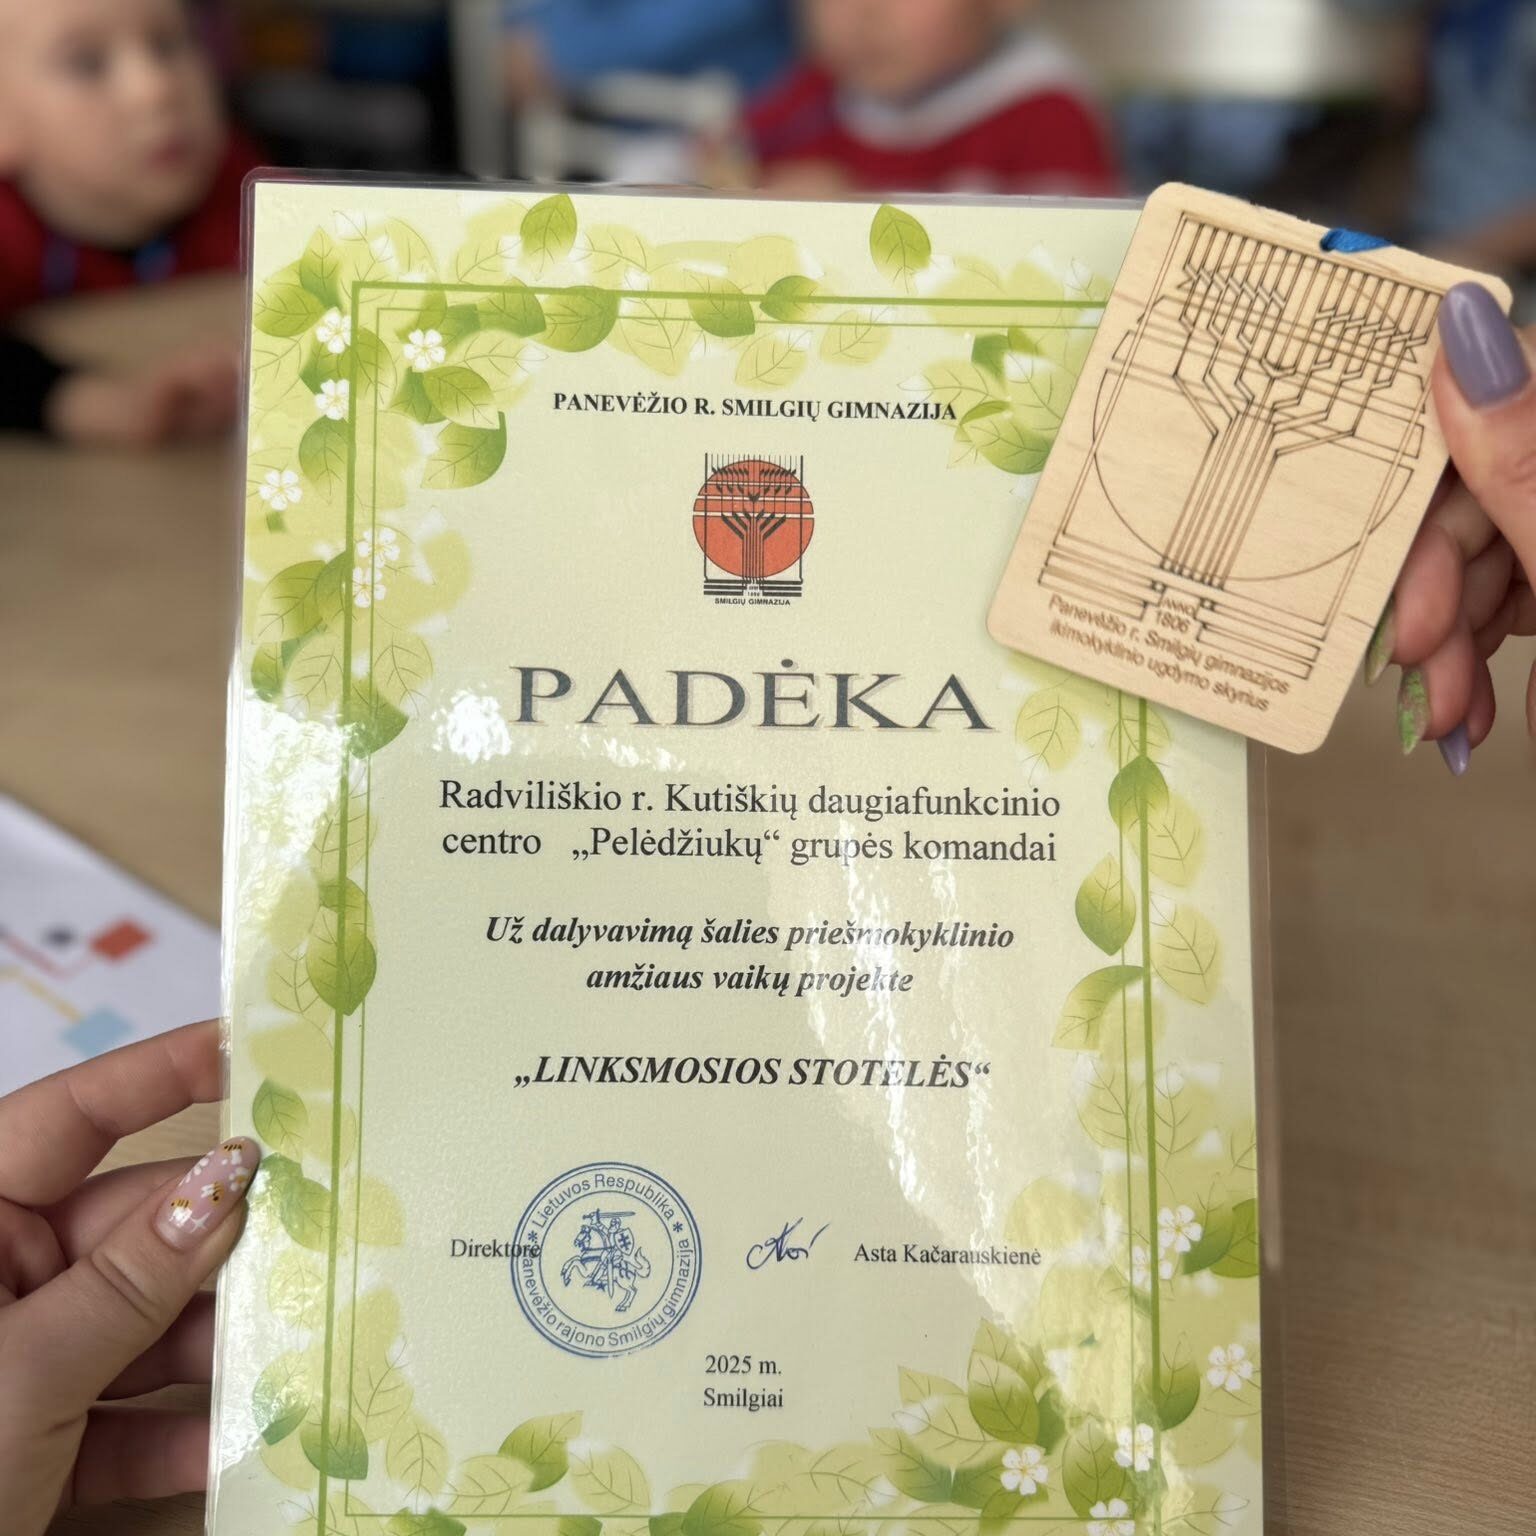 PANEVĖŽIO R. SMILGIŲ GIMNAZIJA
1806
SMILGIŲ GIMNAZIJA
PADĖKA
Radviliškio r. Kutiškių daugiafunkcinio
centro „Pelėdžiukų“ grupės komandai
Už dalyvavimą šalies priešmokyklinio
amžiaus vaikų projekte
„LINKSMOSIOS STOTELĖS“
Direktorė
Asta Kačarauskienė
* Lietuvos Respublika *
Panevėžio rajono Smilgių gimnazija
2025 m.
Smilgiai
ANNO
1806
Panevėžio r. Smilgių gimnazijos
ikimokyklinio ugdymo skyrius